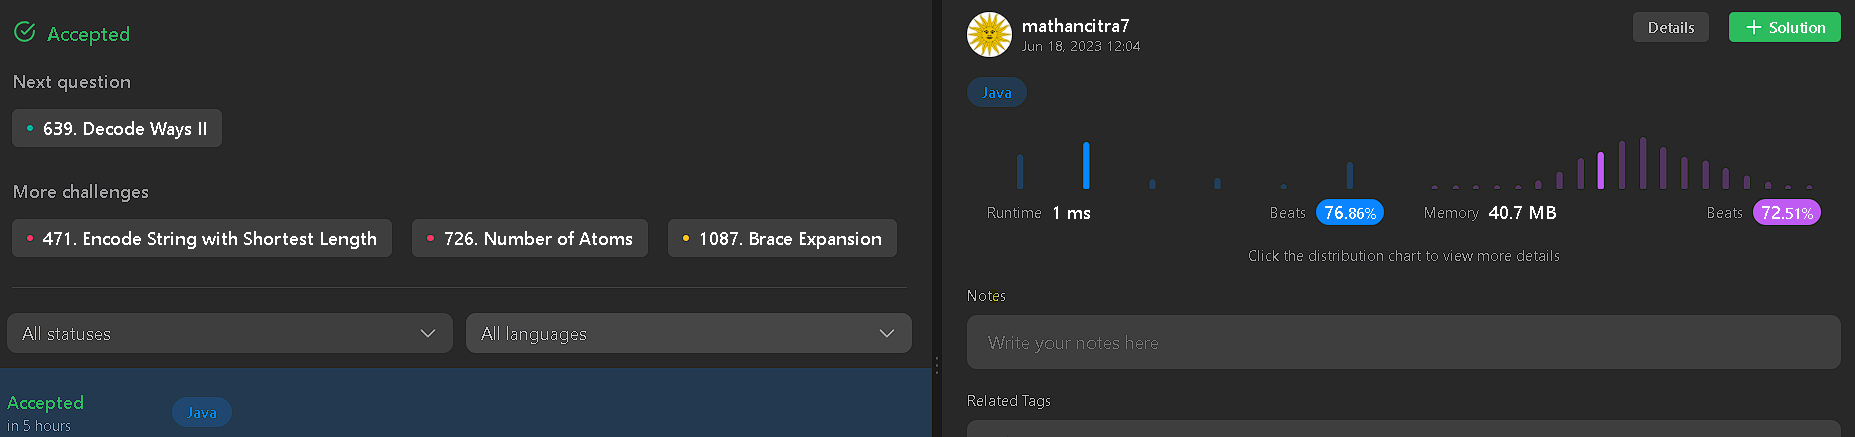 Accepted
Next question
639. Decode Ways II
More challenges
471. Encode String with Shortest Length
726. Number of Atoms
1087. Brace Expansion
All statuses
All languages
Accepted
in 5 hours
Java
mathancitra7
Jun 18, 2023 12:04
Details
+ Solution
Java
Runtime 1 ms
Beats 76.86%
Memory 40.7 MB
Beats 72.51%
Click the distribution chart to view more details
Notes
Write your notes here
Related Tags